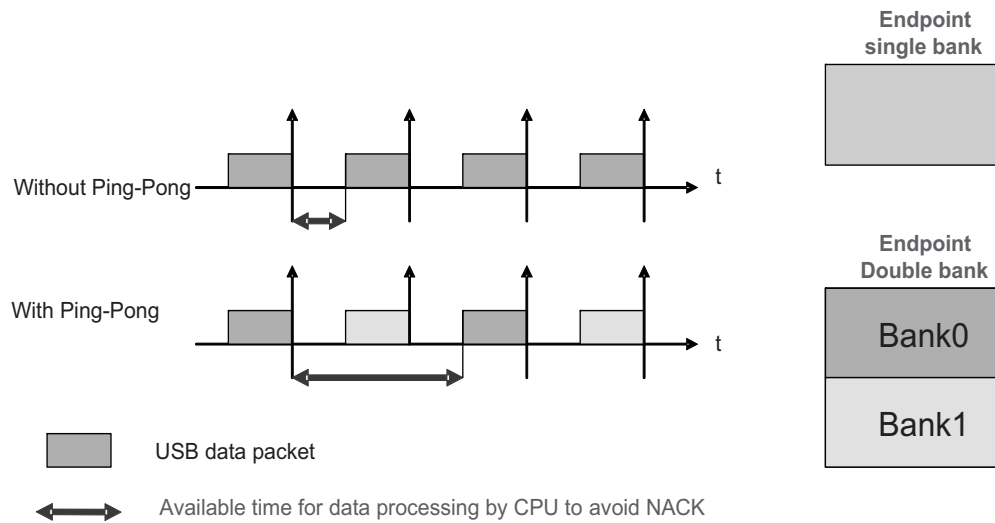 Endpoint
single bank
Without Ping-Pong
t
Endpoint
Double bank
With Ping-Pong
t
Bank0
Bank1
USB data packet
Available time for data processing by CPU to avoid NACK